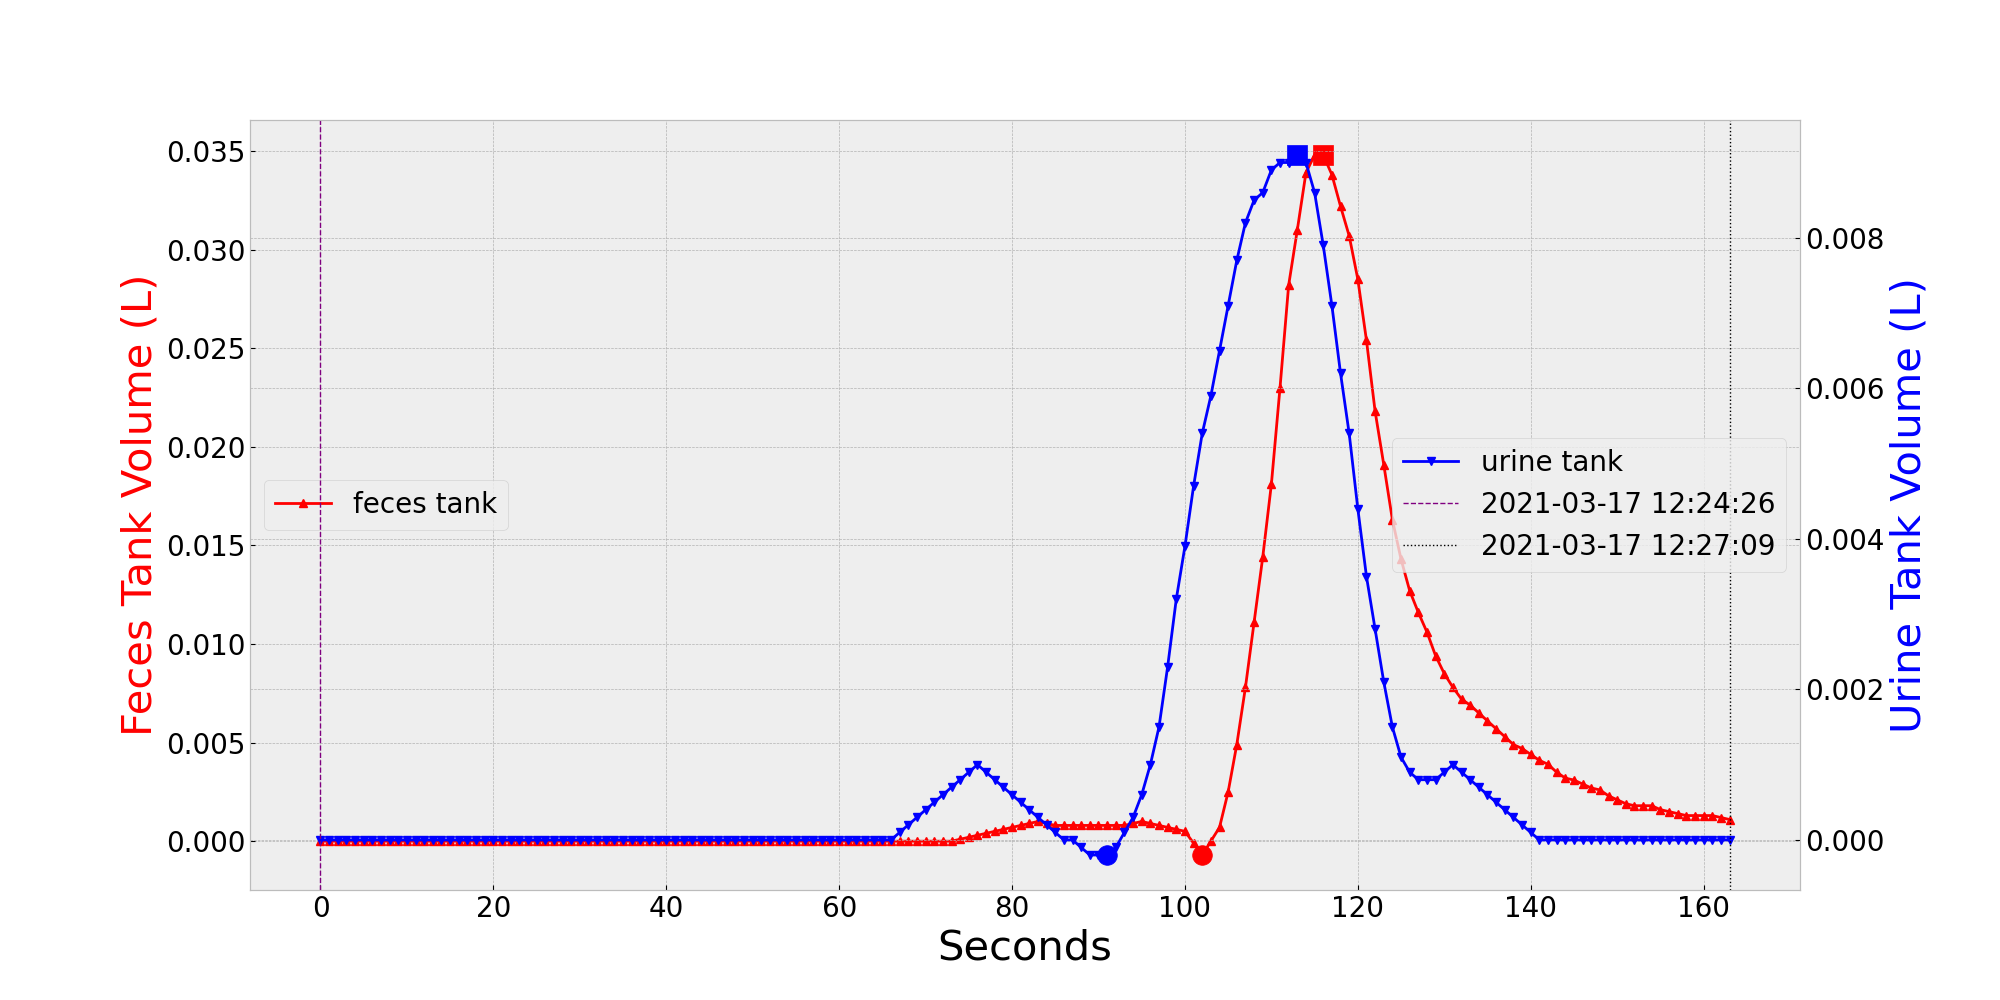 0.035
0.030
0.025
0.020
0.015
0.010
0.005
0.000
Feces Tank Volume (L)
feces tank
urine tank
2021-03-17 12:24:26
2021-03-17 12:27:09
0.008
0.006
0.004
0.002
0.000
Urine Tank Volume (L)
0 20 40 60 80 100 120 140 160
Seconds